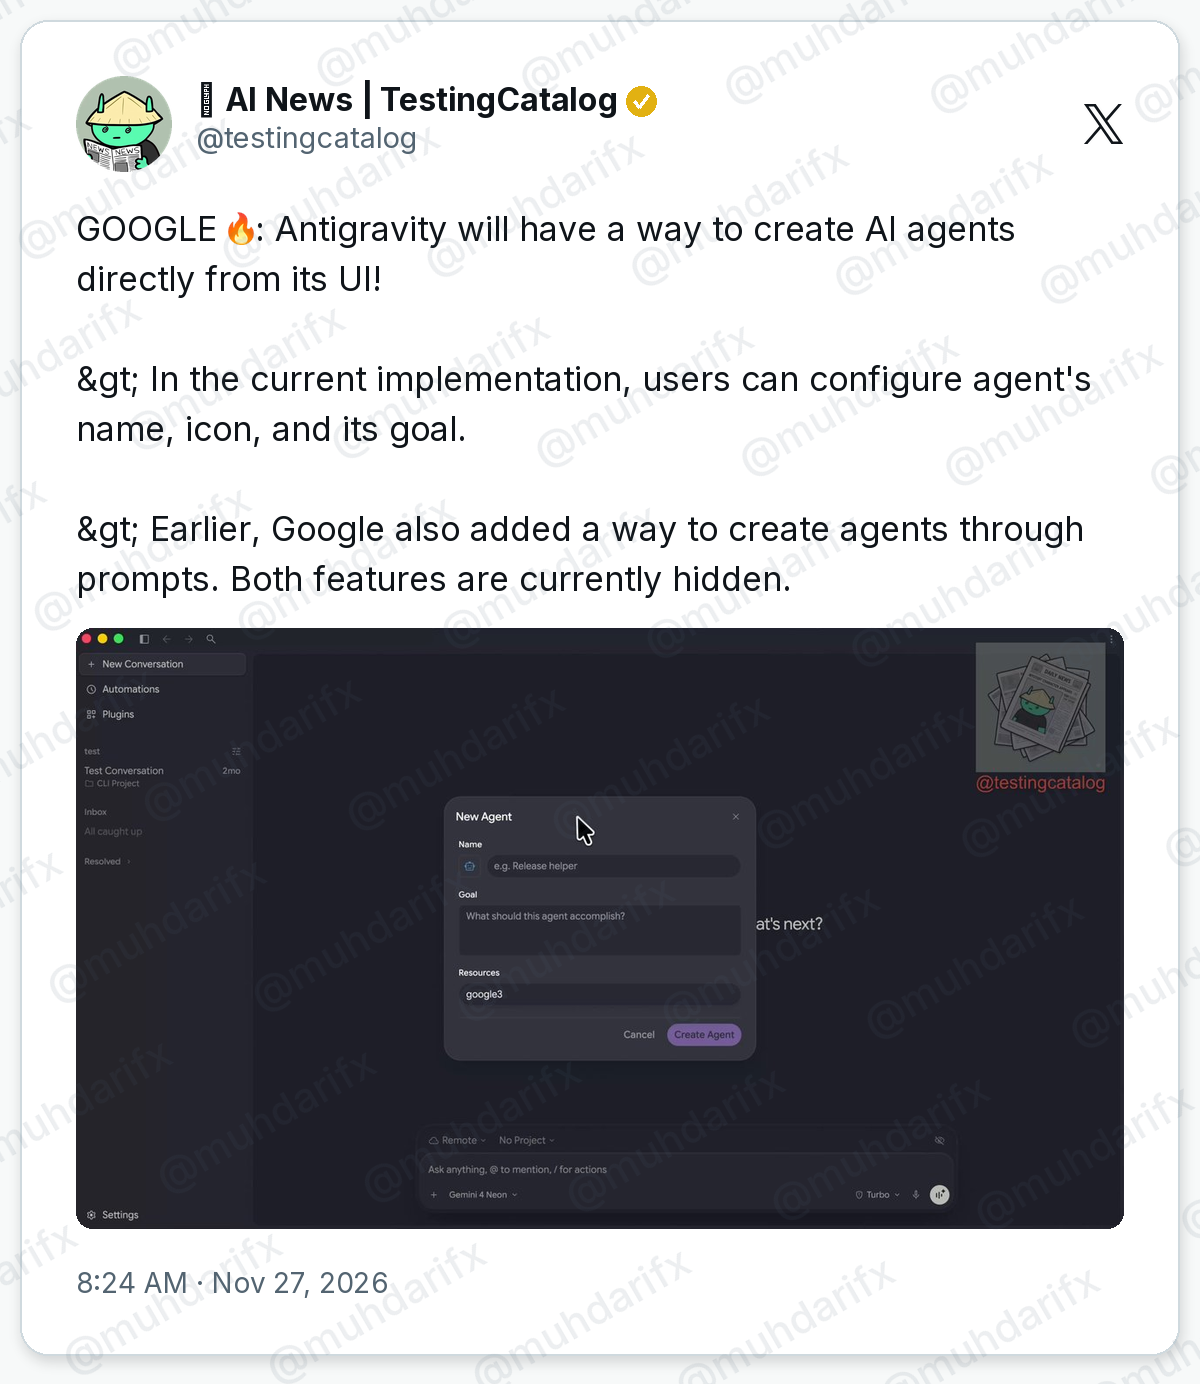 AI News | TestingCatalog
@testingcatalog
GOOGLE 🔥: Antigravity will have a way to create AI agents
directly from its UI!
&gt; In the current implementation, users can configure agent's
name, icon, and its goal.
&gt; Earlier, Google also added a way to create agents through
prompts. Both features are currently hidden.
New Conversation
Automations
Plugins
test
Test Conversation 2mo
CLI Project
Inbox
All caught up
Resolved
Settings
DAILY NEWS
@testingcatalog
New Agent
Name
e.g. Release helper
Goal
What should this agent accomplish?
at's next?
Resources
google3
Cancel Create Agent
Remote No Project
Ask anything, @ to mention, / for actions
Gemini 4 Neon Turbo
8:24 AM · Nov 27, 2026
@muhdarifx